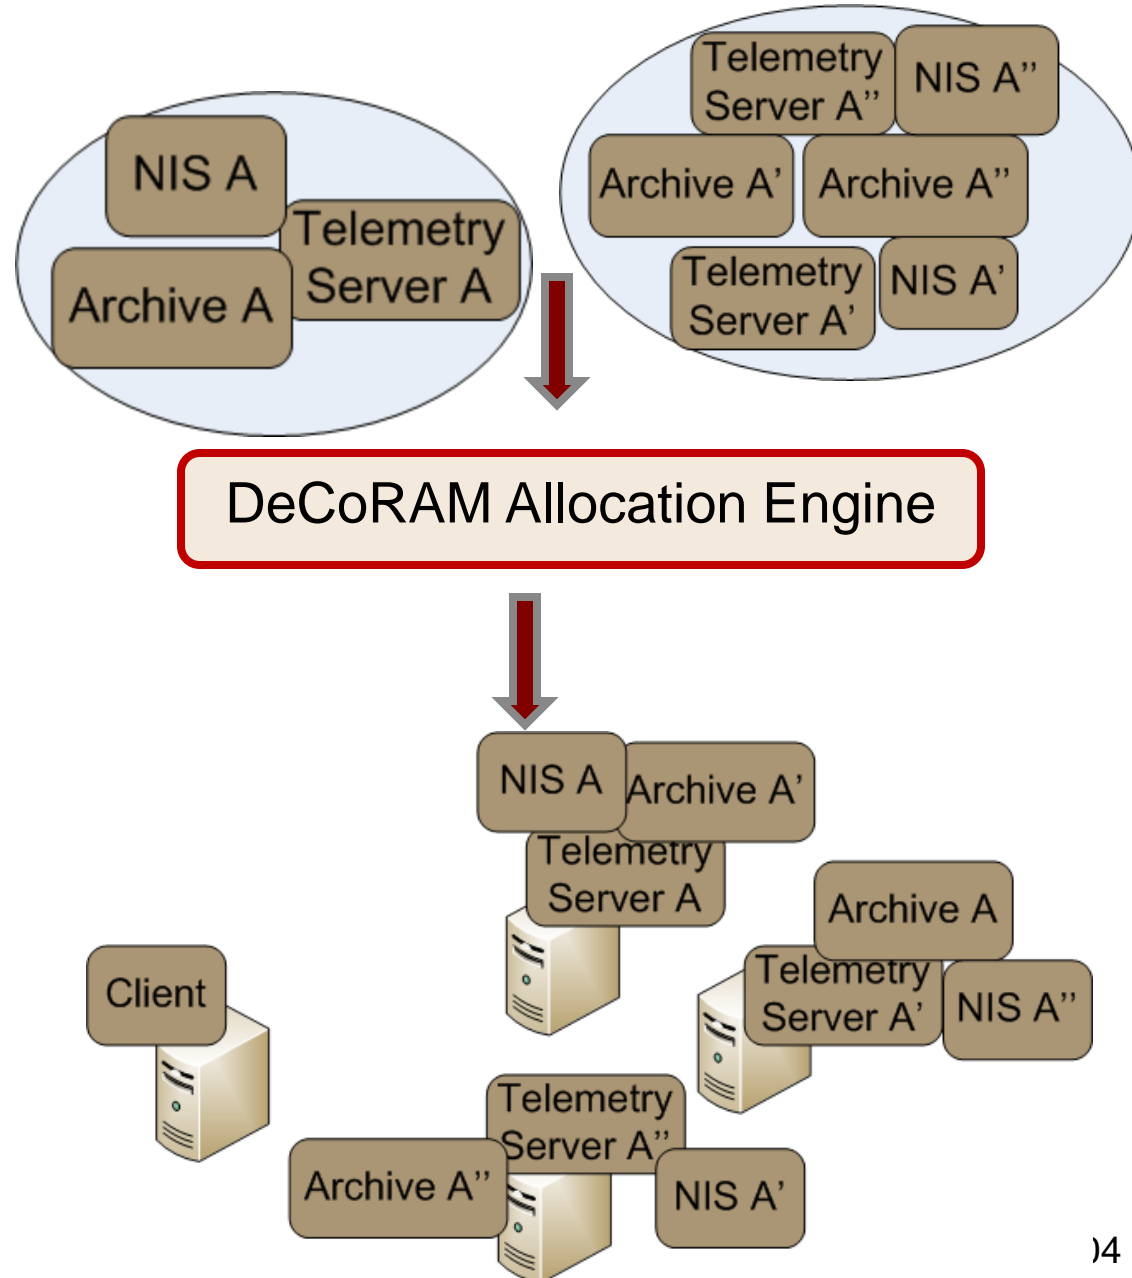 NIS A
Telemetry
Server A
Archive A
Telemetry
Server A’’
NIS A’’
Archive A’
Archive A’’
Telemetry
Server A’
NIS A’
DeCoRAM Allocation Engine
NIS A
Archive A’
Telemetry
Server A
Archive A
Telemetry
Server A’
NIS A’’
Client
Telemetry
Server A’’
Archive A’’
NIS A’